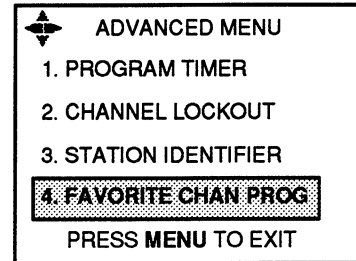 ADVANCED MENU
1. PROGRAM TIMER
2. CHANNEL LOCKOUT
3. STATION IDENTIFIER
4. FAVORITE CHAN PROG
PRESS MENU TO EXIT